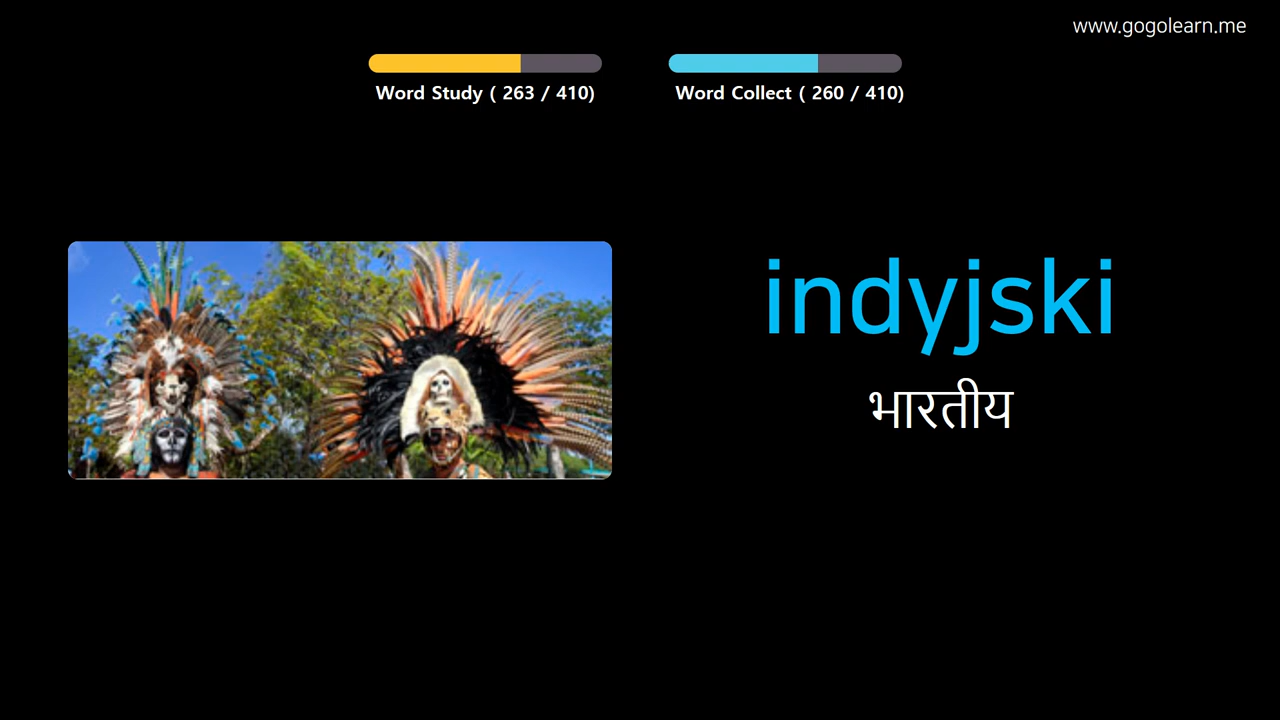 www.gogolearn.me
Word Study ( 263 / 410)
Word Collect ( 260 / 410)
indyjski
भारतीय